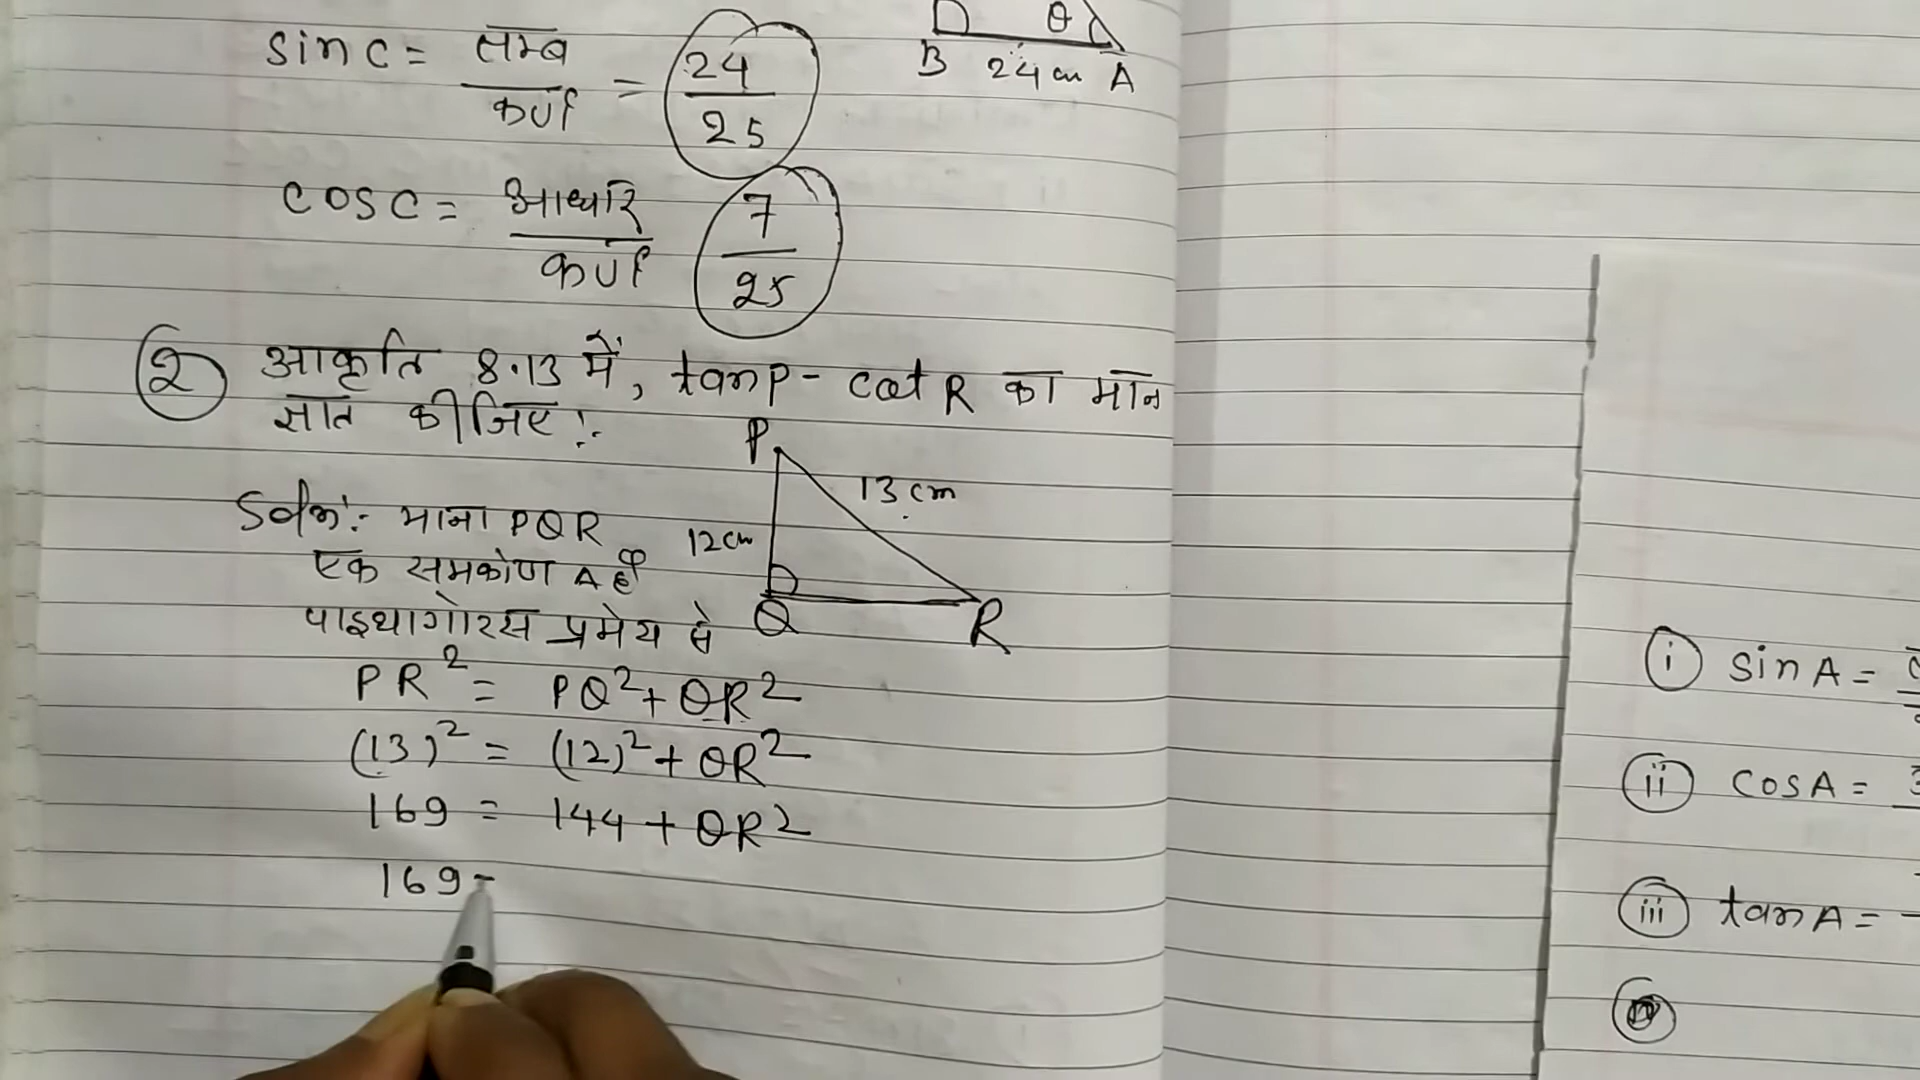 sin C = लम्ब / कर्ण = 24 / 25
B 24 cm A
θ
cos C = आधार / कर्ण 7 / 25
② आकृति 8.13 में, tan P - cot R का मान
ज्ञात कीजिए :-
P
13 cm
12 cm
Q R
Soln :- माना PQR
एक समकोण Δ है
पाइथागोरस प्रमेय से
PR² = PQ² + QR²
(13)² = (12)² + QR²
169 = 144 + QR²
169 -
(i) sin A =
(ii) cos A = 3
(iii) tan A =